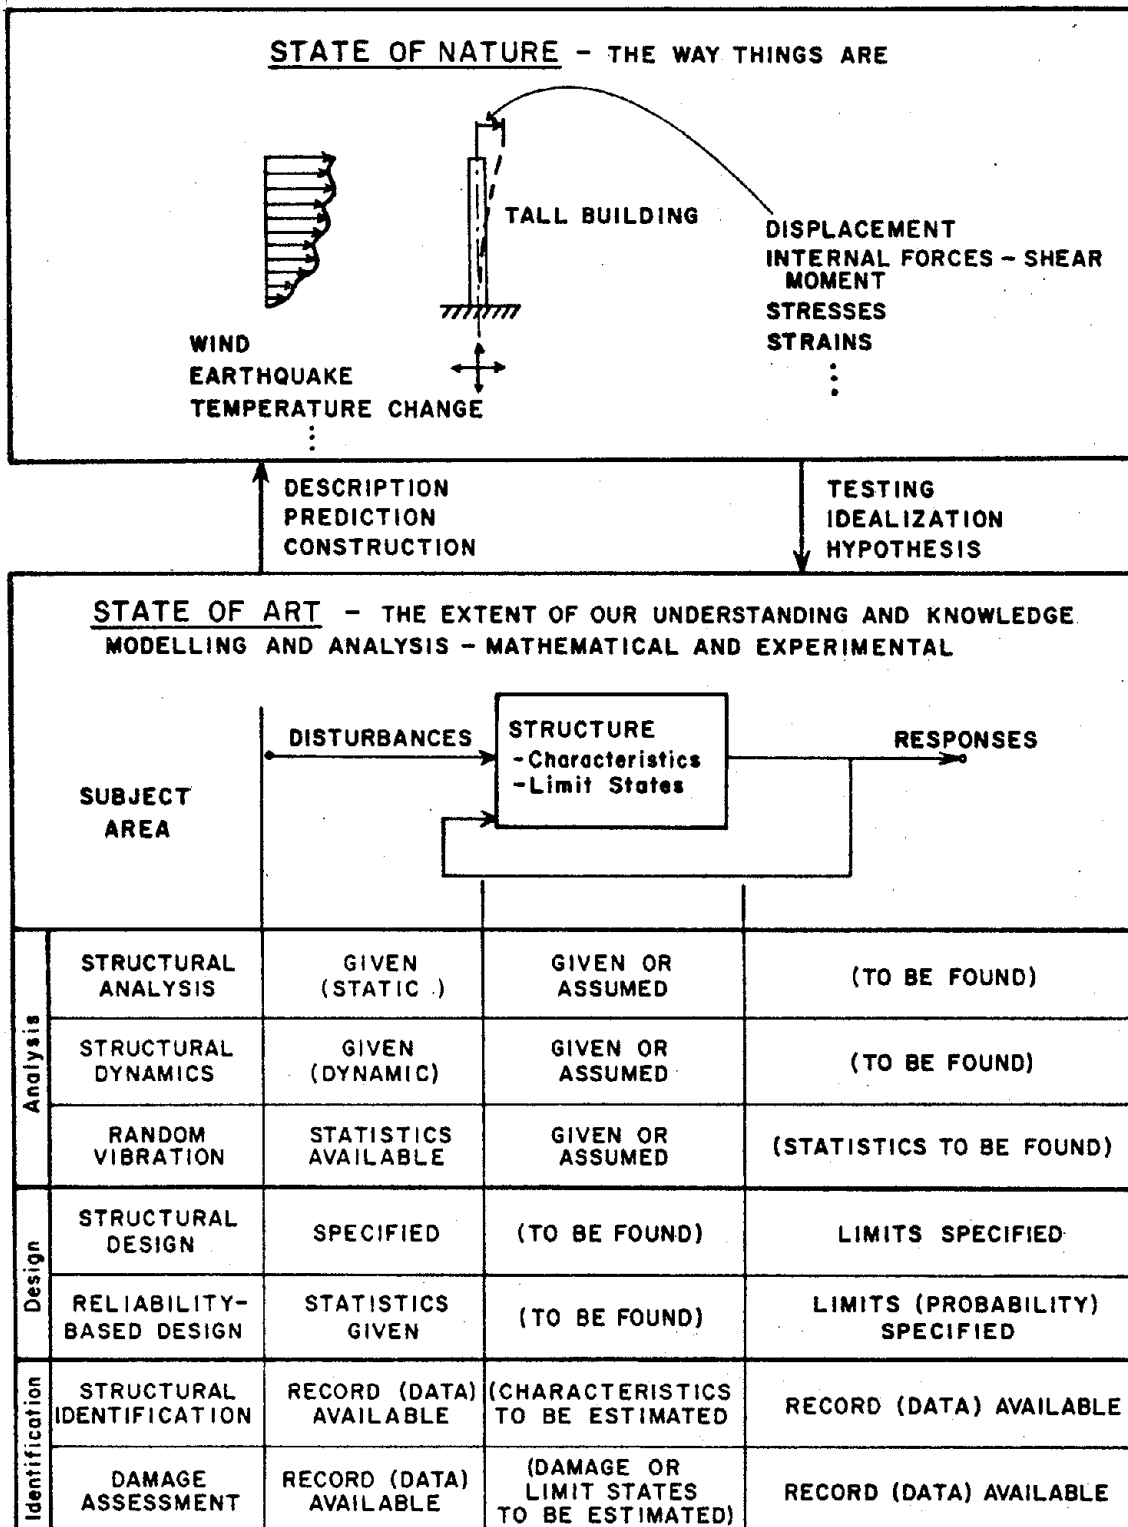 STATE OF NATURE - THE WAY THINGS ARE
TALL BUILDING
DISPLACEMENT
INTERNAL FORCES - SHEAR
MOMENT
STRESSES
STRAINS
WIND
EARTHQUAKE
TEMPERATURE CHANGE
DESCRIPTION
PREDICTION
CONSTRUCTION
TESTING
IDEALIZATION
HYPOTHESIS
STATE OF ART - THE EXTENT OF OUR UNDERSTANDING AND KNOWLEDGE
MODELLING AND ANALYSIS - MATHEMATICAL AND EXPERIMENTAL
SUBJECT
AREA
DISTURBANCES
STRUCTURE
-Characteristics
-Limit States
RESPONSES
Analysis
STRUCTURAL
ANALYSIS
GIVEN
(STATIC )
GIVEN OR
ASSUMED
(TO BE FOUND)
STRUCTURAL
DYNAMICS
GIVEN
(DYNAMIC)
GIVEN OR
ASSUMED
(TO BE FOUND)
RANDOM
VIBRATION
STATISTICS
AVAILABLE
GIVEN OR
ASSUMED
(STATISTICS TO BE FOUND)
Design
STRUCTURAL
DESIGN
SPECIFIED
(TO BE FOUND)
LIMITS SPECIFIED
RELIABILITY-
BASED DESIGN
STATISTICS
GIVEN
(TO BE FOUND)
LIMITS (PROBABILITY)
SPECIFIED
Identification
STRUCTURAL
IDENTIFICATION
RECORD (DATA)
AVAILABLE
(CHARACTERISTICS
TO BE ESTIMATED
RECORD (DATA) AVAILABLE
DAMAGE
ASSESSMENT
RECORD (DATA)
AVAILABLE
(DAMAGE OR
LIMIT STATES
TO BE ESTIMATED)
RECORD (DATA) AVAILABLE